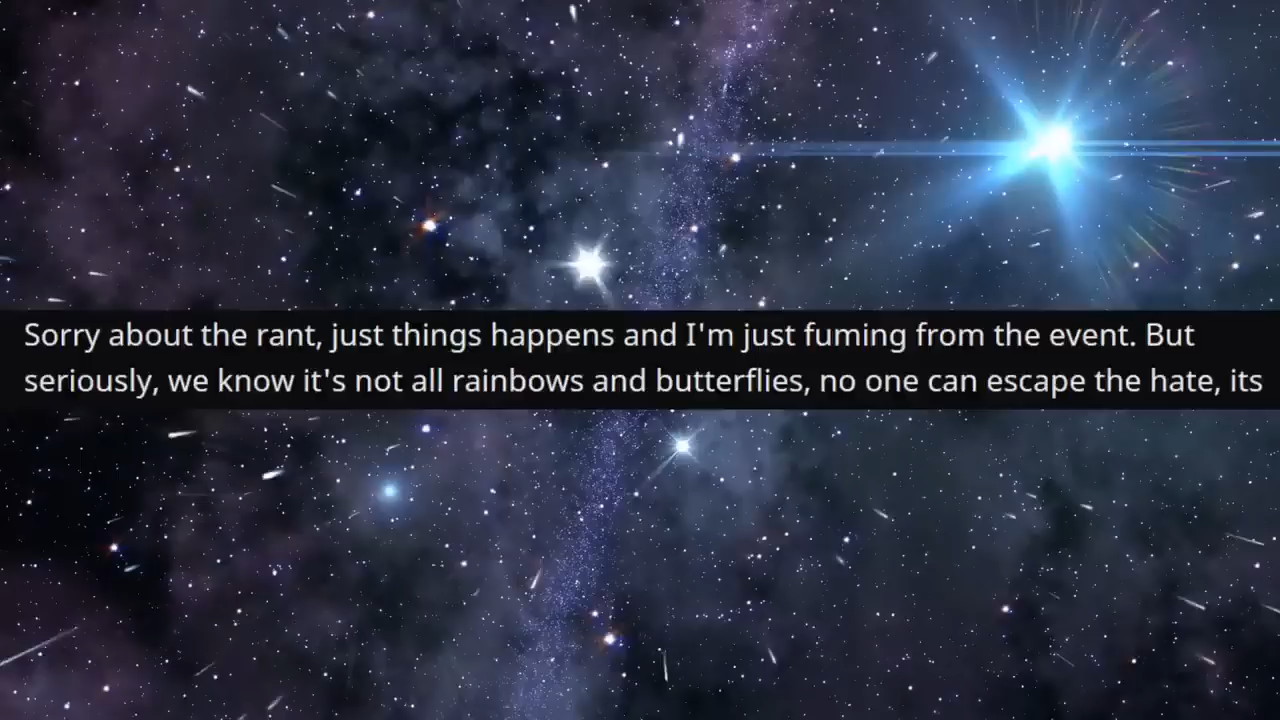 Sorry about the rant, just things happens and I'm just fuming from the event. But
seriously, we know it's not all rainbows and butterflies, no one can escape the hate, its